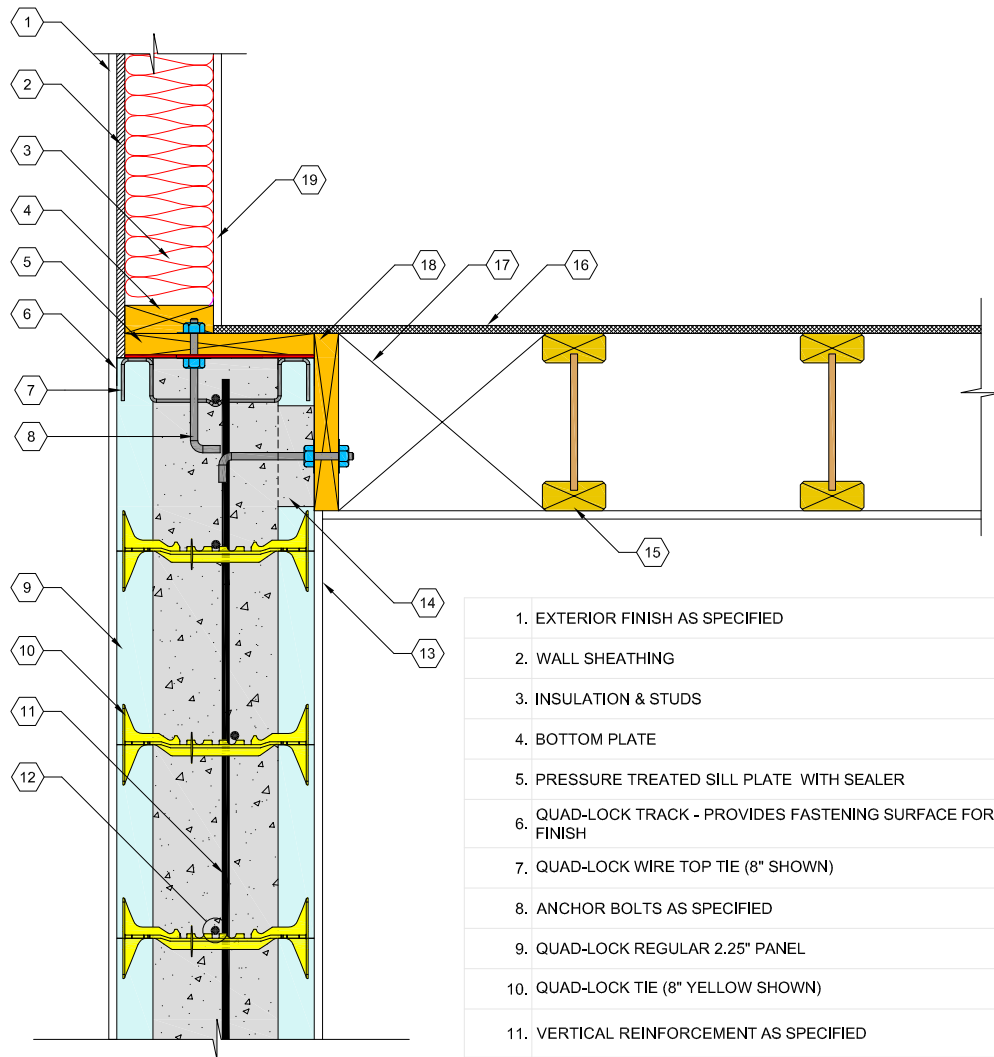 1
2
3
19
4
5
18
17
16
6
7
8
15
9
14
10
13
11
12
1. EXTERIOR FINISH AS SPECIFIED
2. WALL SHEATHING
3. INSULATION & STUDS
4. BOTTOM PLATE
5. PRESSURE TREATED SILL PLATE WITH SEALER
6. QUAD-LOCK TRACK - PROVIDES FASTENING SURFACE FOR
FINISH
7. QUAD-LOCK WIRE TOP TIE (8" SHOWN)
8. ANCHOR BOLTS AS SPECIFIED
9. QUAD-LOCK REGULAR 2.25" PANEL
10. QUAD-LOCK TIE (8" YELLOW SHOWN)
11. VERTICAL REINFORCEMENT AS SPECIFIED